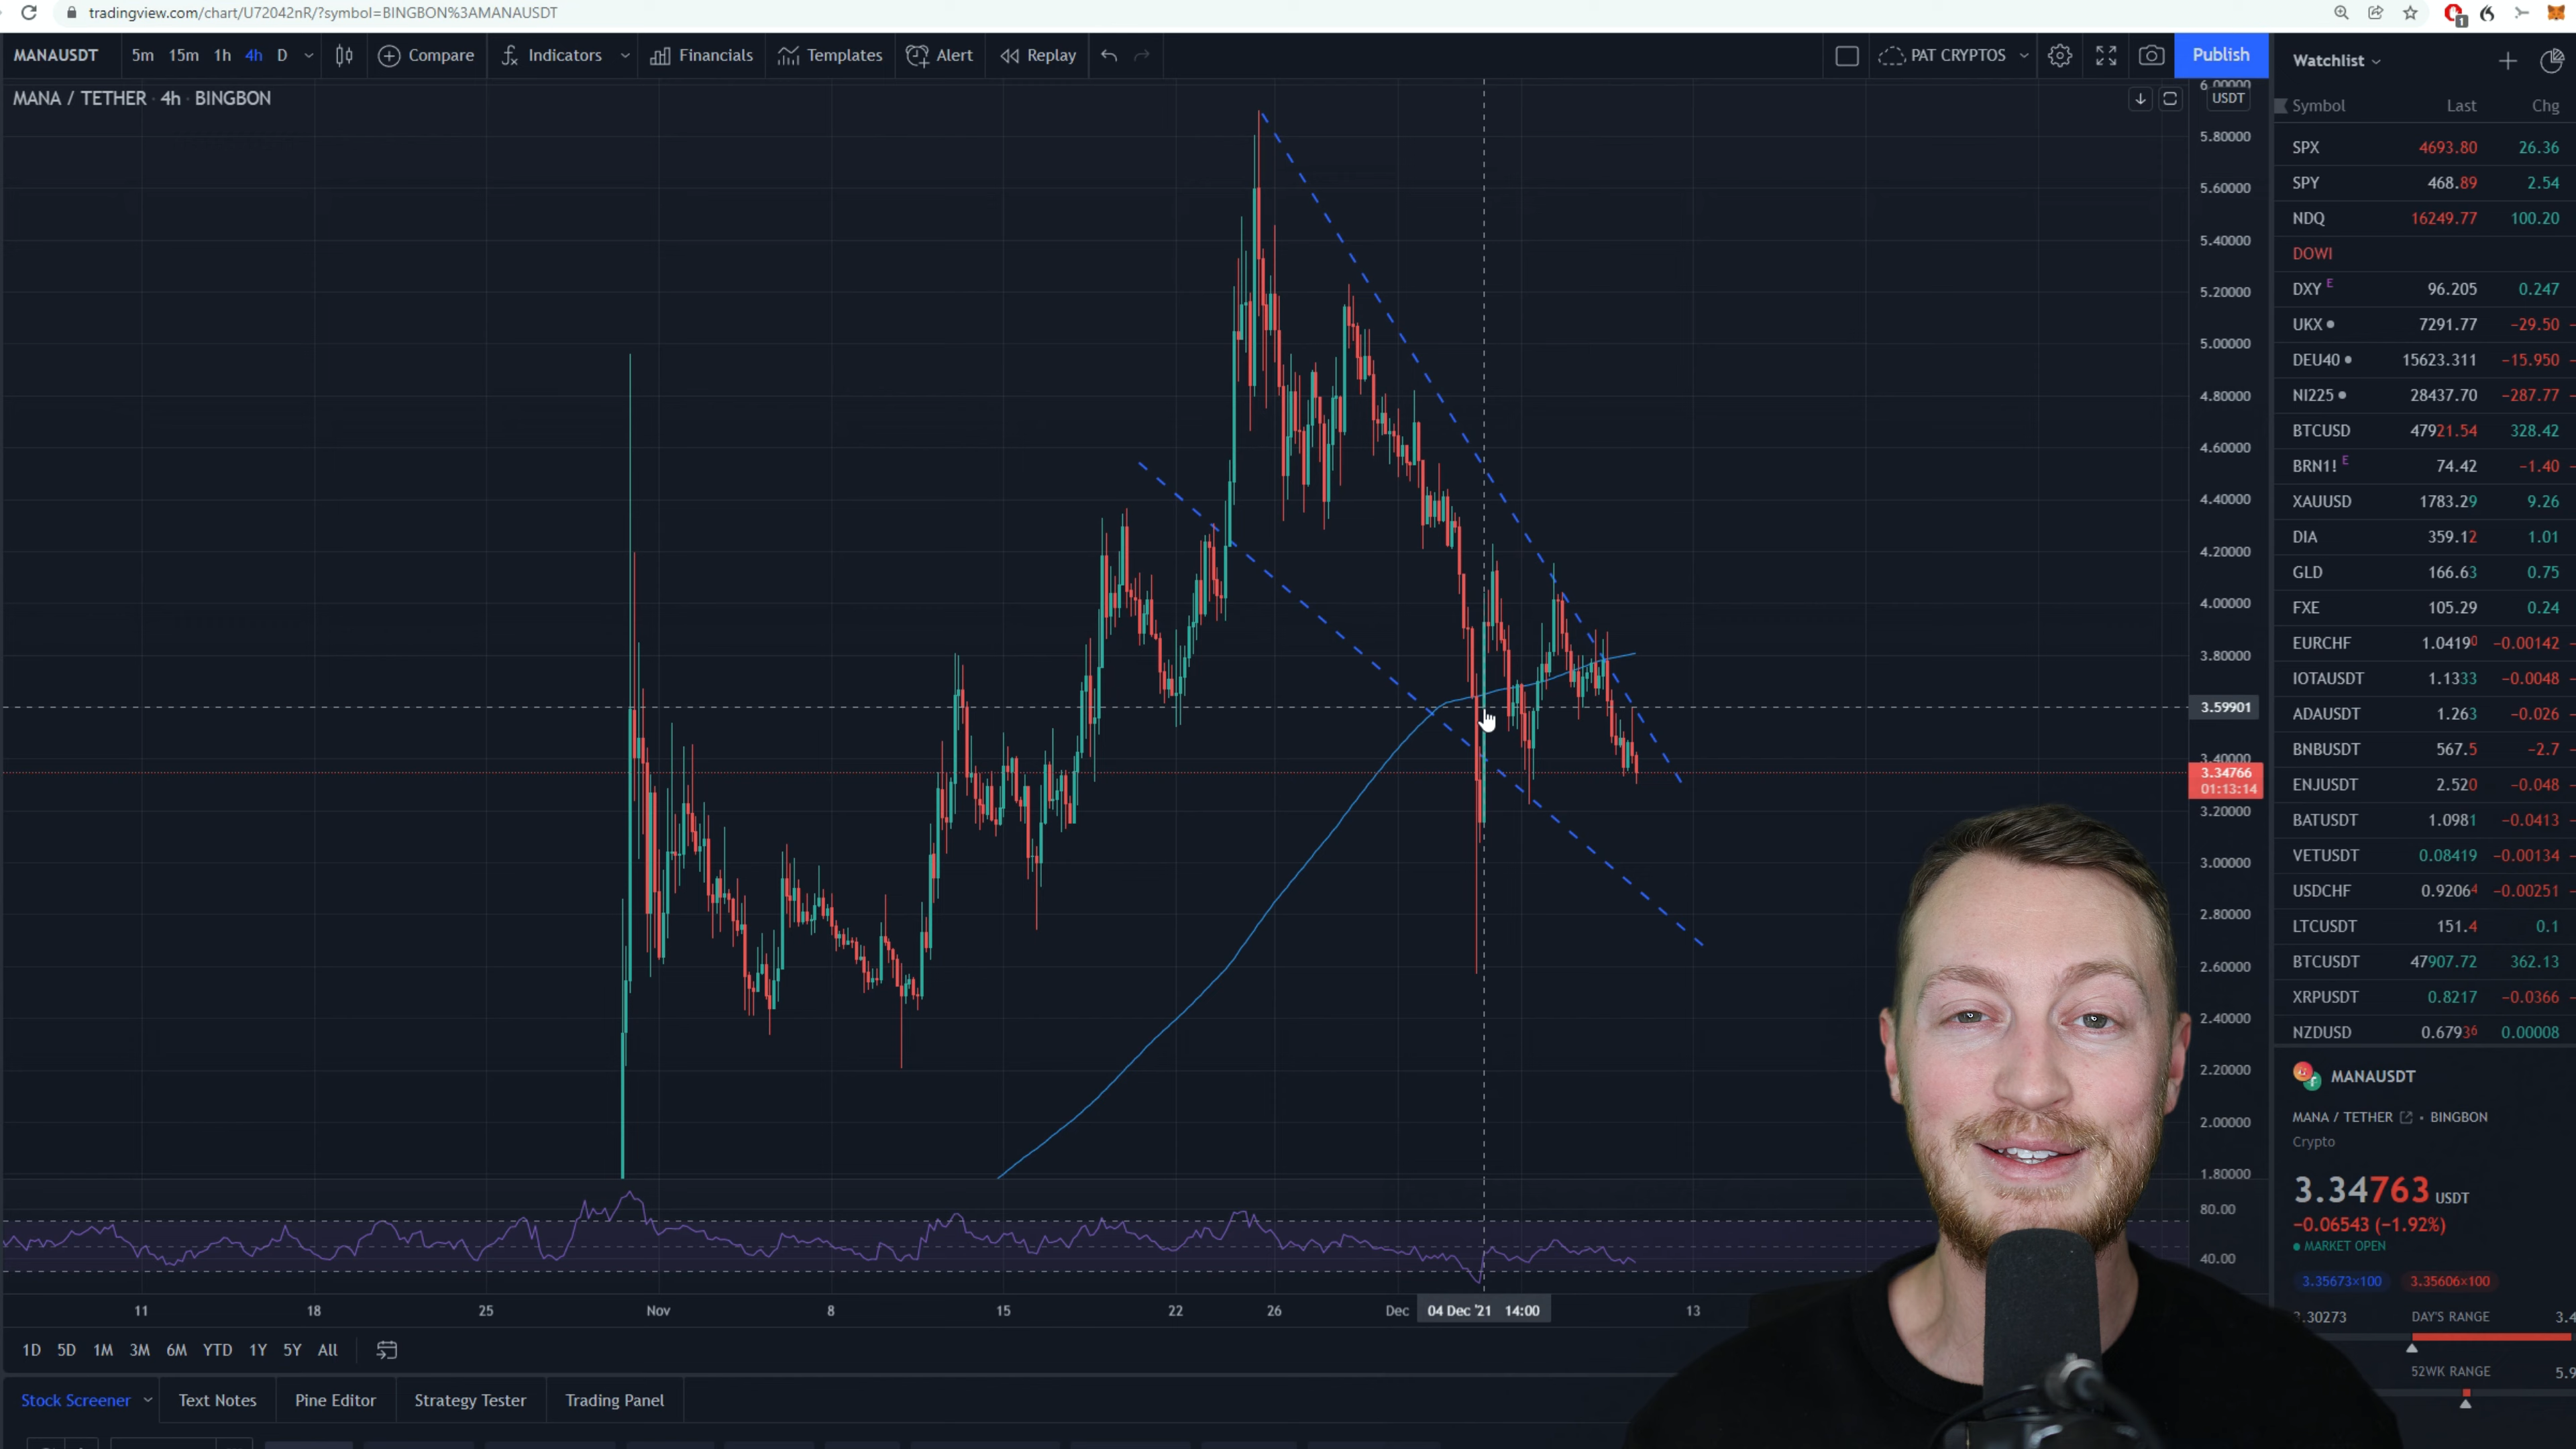 tradingview.com/chart/U72042nR/?symbol=BINGBON%3AMANAUSDT
1
MANAUSDT 5m 15m 1h 4h D Compare Indicators Financials Templates Alert Replay PAT CRYPTOS Publish
MANA / TETHER · 4h · BINGBON
USDT
6.00000
5.80000
5.60000
5.40000
5.20000
5.00000
4.80000
4.60000
4.40000
4.20000
4.00000
3.80000
3.59901
3.40000
3.34766
01:13:14
3.20000
3.00000
2.80000
2.60000
2.40000
2.20000
2.00000
1.80000
80.00
40.00
11 18 25 Nov 8 15 22 26 Dec 04 Dec '21 14:00 13
1D 5D 1M 3M 6M YTD 1Y 5Y All
Stock Screener Text Notes Pine Editor Strategy Tester Trading Panel
Watchlist
Symbol Last Chg
SPX 4693.80 26.36
SPY 468.89 2.54
NDQ 16249.77 100.20
DOWI
DXY E 96.205 0.247
UKX 7291.77 −29.50
DEU40 15623.311 −15.950
NI225 28437.70 −287.77
BTCUSD 47921.54 328.42
BRN1! E 74.42 −1.40
XAUUSD 1783.29 9.26
DIA 359.12 1.01
GLD 166.63 0.75
FXE 105.29 0.24
EURCHF 1.04190 −0.00142
IOTAUSDT 1.1333 −0.0048
ADAUSDT 1.263 −0.026
BNBUSDT 567.5 −2.7
ENJUSDT 2.520 −0.048
BATUSDT 1.0981 −0.0413
VETUSDT 0.08419 −0.00134
USDCHF 0.92064 −0.00251
LTCUSDT 151.4 0.1
BTCUSDT 47907.72 362.13
XRPUSDT 0.8217 −0.0366
NZDUSD 0.67936 0.00008
MANAUSDT
MANA / TETHER • BINGBON
Crypto
3.34763 USDT
−0.06543 (−1.92%)
MARKET OPEN
3.35673×100 3.35606×100
.30273 DAY'S RANGE 3.4
52WK RANGE 5.9